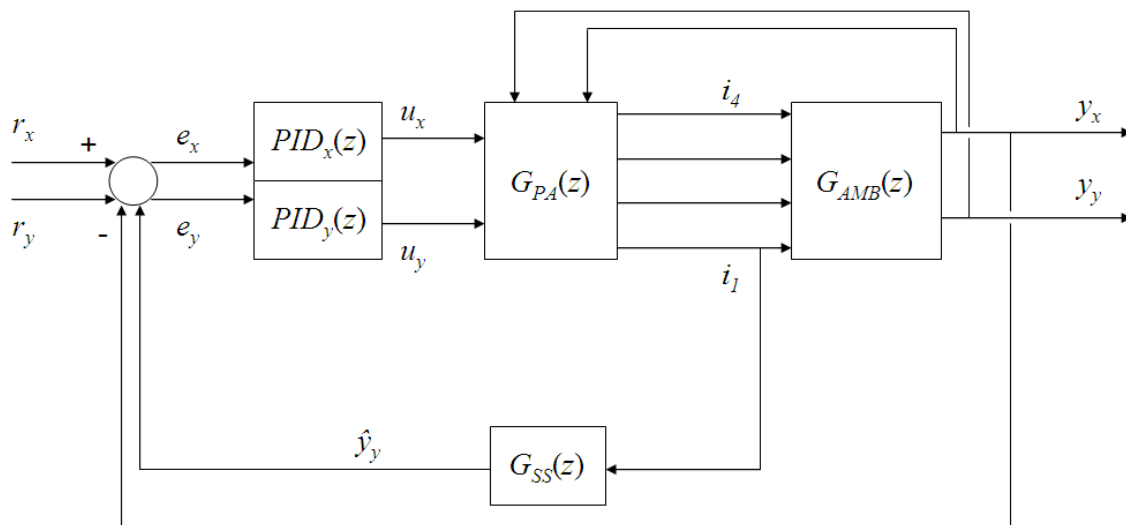 r_x
+
e_x
PID_x(z)
u_x
G_PA(z)
i_4
G_AMB(z)
y_x
r_y
-
e_y
PID_y(z)
u_y
i_1
y_y
ŷ_y
G_SS(z)